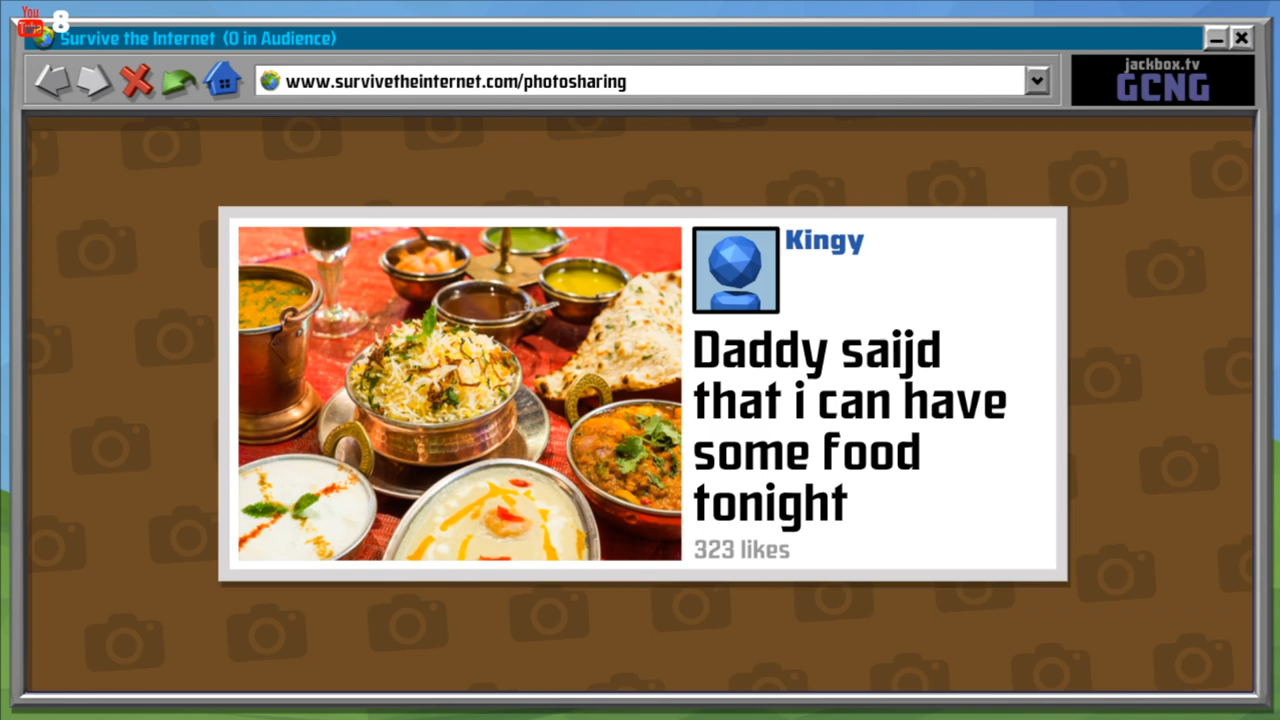 You
Tube 8
Survive the Internet (0 in Audience)
www.survivetheinternet.com/photosharing
jackbox.tv
GCNG
Kingy
Daddy saijd
that i can have
some food
tonight
323 likes